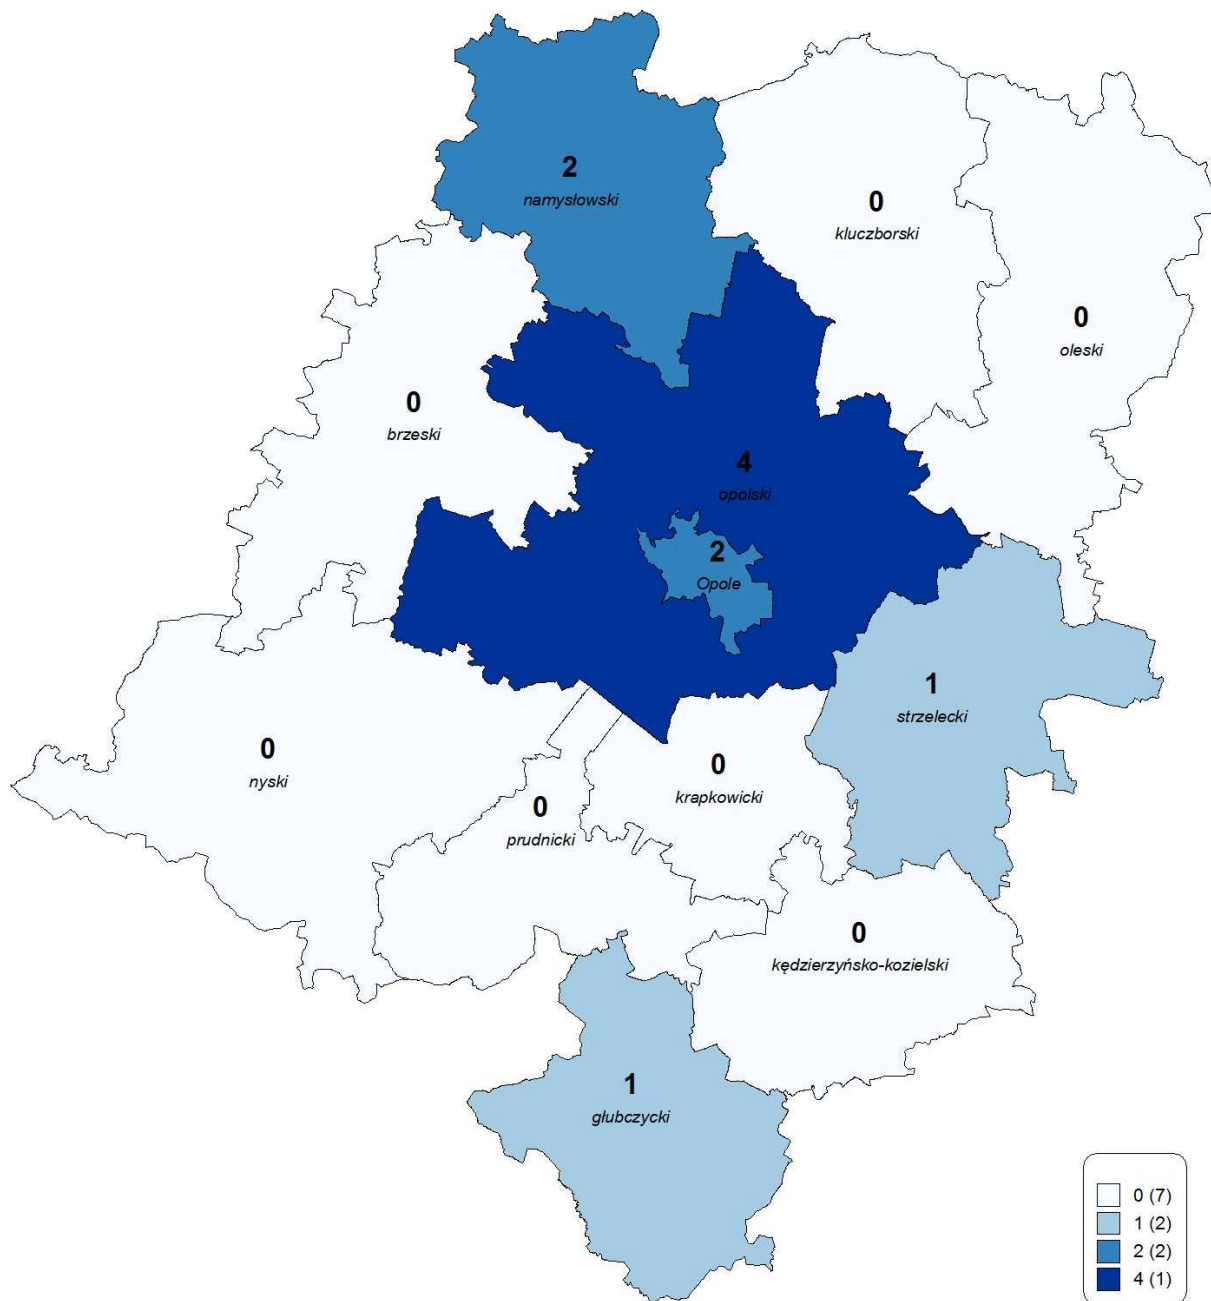 2
namysłowski
0
kluczborski
0
oleski
0
brzeski
4
opolski
2
Opole
1
strzelecki
0
nyski
0
krapkowicki
0
prudnicki
0
kędzierzyńsko-kozielski
1
głubczycki
0 (7)
1 (2)
2 (2)
4 (1)